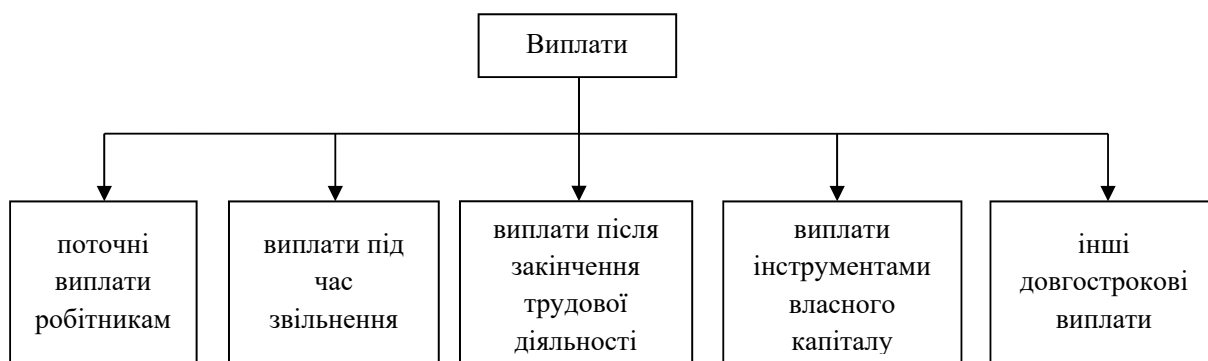 Виплати
поточні
виплати
робітникам
виплати під
час
звільнення
виплати після
закінчення
трудової
діяльності
виплати
інструментами
власного
капіталу
інші
довгострокові
виплати